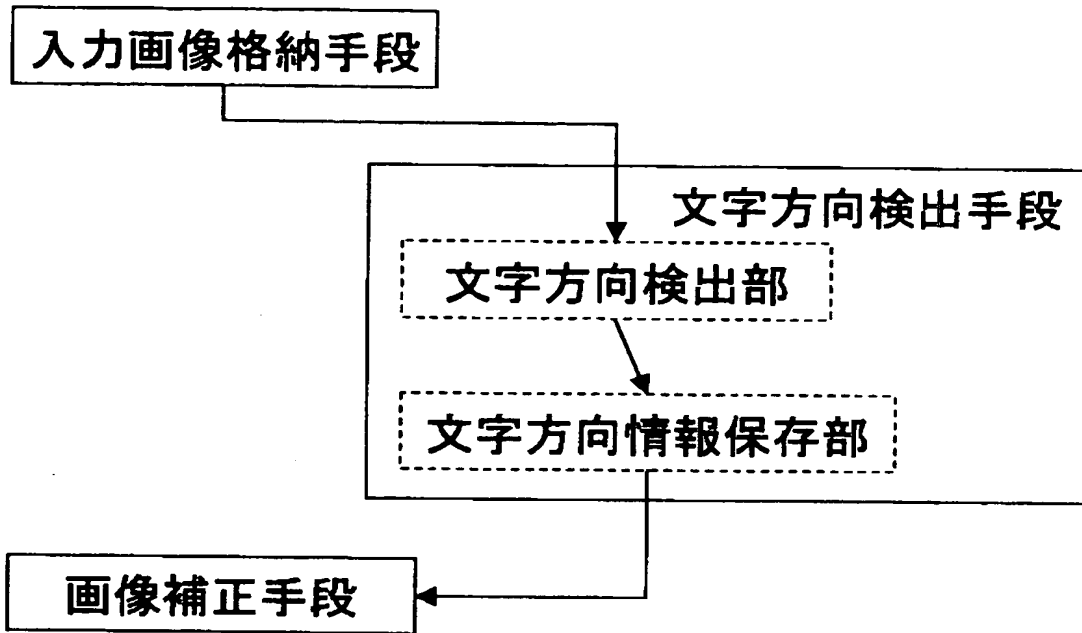 入力画像格納手段
文字方向検出手段
文字方向検出部
文字方向情報保存部
画像補正手段